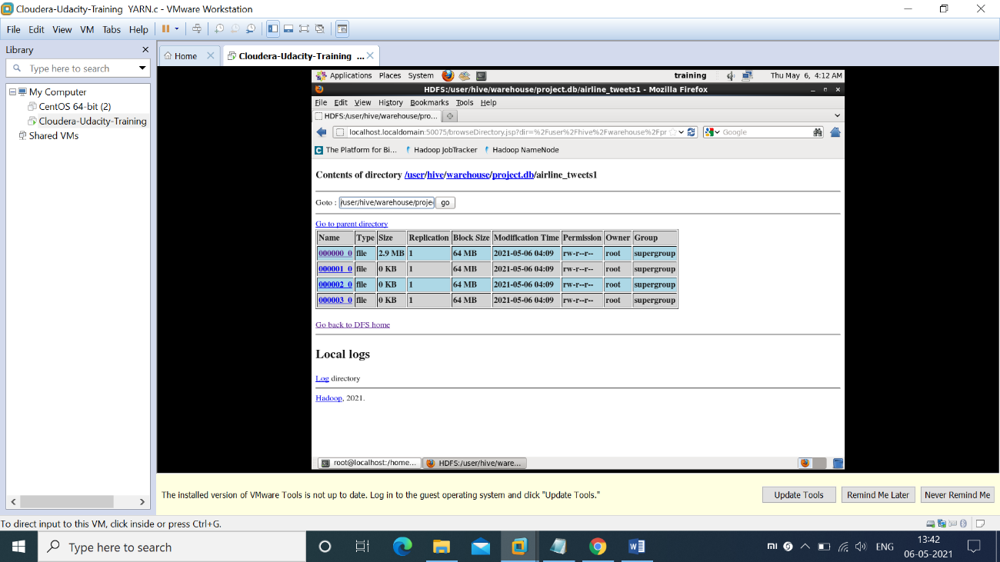 Cloudera-Udacity-Training YARN.c - VMware Workstation
File Edit View VM Tabs Help
Library
Type here to search
My Computer
CentOS 64-bit (2)
Cloudera-Udacity-Training
Shared VMs
Home
Cloudera-Udacity-Training ...
Applications Places System training Thu May 6, 4:12 AM
HDFS:/user/hive/warehouse/project.db/airline_tweets1 - Mozilla Firefox
File Edit View History Bookmarks Tools Help
HDFS:/user/hive/warehouse/pro...
localhost.localdomain:50075/browseDirectory.jsp?dir=%2Fuser%2Fhive%2Fwarehouse%2Fpr Google
The Platform for Bi... Hadoop JobTracker Hadoop NameNode
Contents of directory /user/hive/warehouse/project.db/airline_tweets1
Goto : /user/hive/warehouse/proje go
Go to parent directory
Name Type Size Replication Block Size Modification Time Permission Owner Group
000000_0 file 2.9 MB 1 64 MB 2021-05-06 04:09 rw-r--r-- root supergroup
000001_0 file 0 KB 1 64 MB 2021-05-06 04:09 rw-r--r-- root supergroup
000002_0 file 0 KB 1 64 MB 2021-05-06 04:09 rw-r--r-- root supergroup
000003_0 file 0 KB 1 64 MB 2021-05-06 04:09 rw-r--r-- root supergroup
Go back to DFS home
Local logs
Log directory
Hadoop, 2021.
root@localhost:/home... HDFS:/user/hive/ware...
The installed version of VMware Tools is not up to date. Log in to the guest operating system and click "Update Tools." Update Tools Remind Me Later Never Remind Me
To direct input to this VM, click inside or press Ctrl+G.
Type here to search
ENG
13:42
06-05-2021